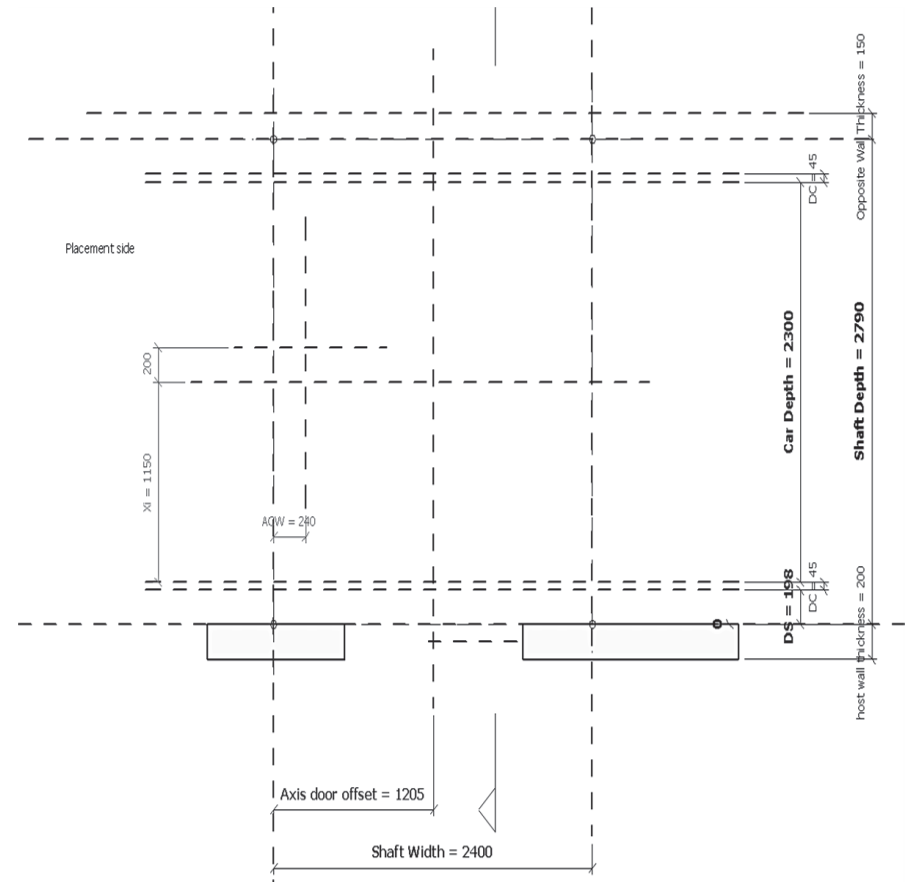 Opposite Wall Thickness = 150
DC = 45
Placement side
Car Depth = 2300
Shaft Depth = 2790
200
Xi = 1150
ACW = 240
DS = 198
DC = 45
host wall thickness = 200
Axis door offset = 1205
Shaft Width = 2400